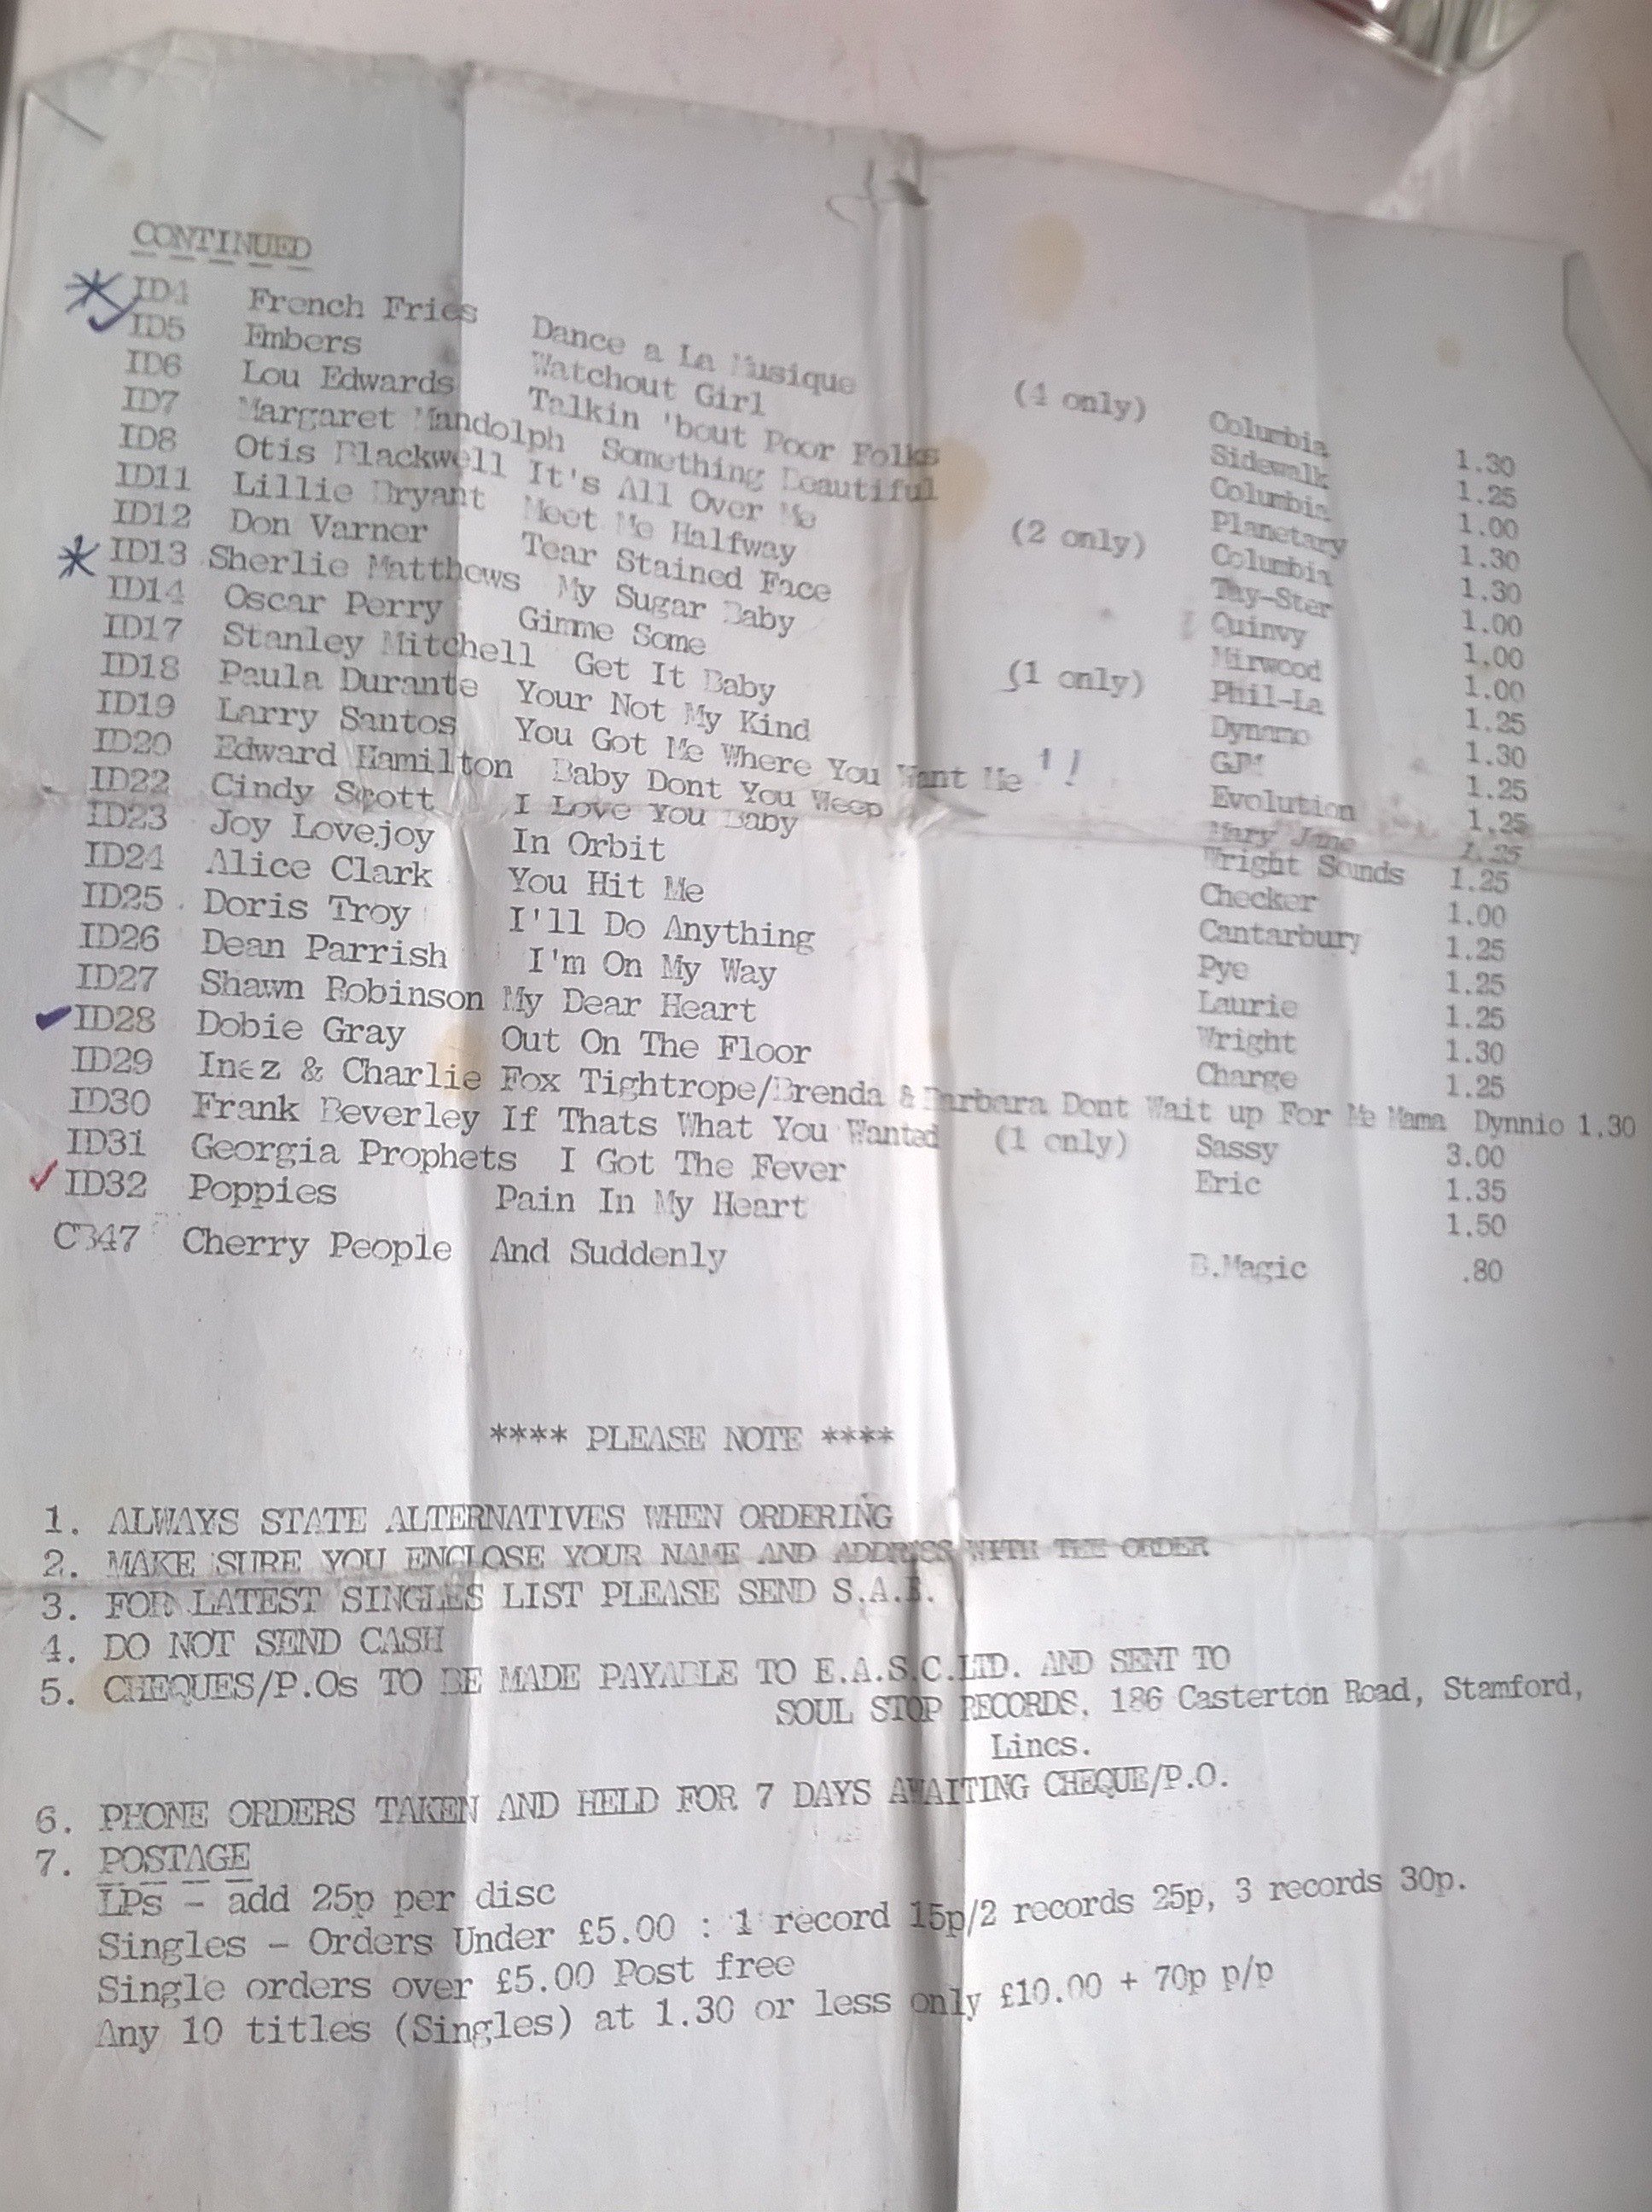 CONTINUED
ID4 French Fries Dance a La Musique (4 only) Columbia 1.30
ID5 Embers Watchout Girl Sidewalk 1.25
ID6 Lou Edwards Talkin 'bout Poor Folks Columbia 1.00
ID7 Margaret Mandolph Something Beautiful Planetary 1.30
ID8 Otis Blackwell It's All Over Me (2 only) Columbia 1.30
ID11 Lillie Bryant Meet Me Halfway Tay-Ster 1.00
ID12 Don Varner Tear Stained Face Quinvy 1.00
ID13 Sherlie Matthews My Sugar Baby Mirwood 1.00
ID14 Oscar Perry Gimme Some (1 only) Phil-La 1.25
ID17 Stanley Mitchell Get It Baby Dynamo 1.30
ID18 Paula Durante Your Not My Kind GJM 1.25
ID19 Larry Santos You Got Me Where You Want Me 1! Evolution 1.25
ID20 Edward Hamilton Baby Dont You Weep Mary Jane 1.25
ID22 Cindy Scott I Love You Baby Wright Sounds 1.25
ID23 Joy Lovejoy In Orbit Checker 1.00
ID24 Alice Clark You Hit Me Cantarbury 1.25
ID25 Doris Troy I'll Do Anything Pye 1.25
ID26 Dean Parrish I'm On My Way Laurie 1.25
ID27 Shawn Robinson My Dear Heart Wright 1.30
ID28 Dobie Gray Out On The Floor Charge 1.25
ID29 Inez & Charlie Fox Tightrope/Brenda & Barbara Dont Wait up For Me Mama Dynnio 1.30
ID30 Frank Beverley If Thats What You Wanted (1 only) Sassy 3.00
ID31 Georgia Prophets I Got The Fever Eric 1.35
ID32 Poppies Pain In My Heart 1.50
CB47 Cherry People And Suddenly B.Magic .80
**** PLEASE NOTE ****
1. ALWAYS STATE ALTERNATIVES WHEN ORDERING
2. MAKE SURE YOU ENCLOSE YOUR NAME AND ADDRESS WITH THE ORDER
3. FOR LATEST SINGLES LIST PLEASE SEND S.A.E.
4. DO NOT SEND CASH
5. CHEQUES/P.Os TO BE MADE PAYABLE TO E.A.S.C.LTD. AND SENT TO
SOUL STOP RECORDS, 186 Casterton Road, Stamford,
Lincs.
6. PHONE ORDERS TAKEN AND HELD FOR 7 DAYS AWAITING CHEQUE/P.O.
7. POSTAGE
LPs - add 25p per disc
Singles - Orders Under £5.00 : 1 record 15p/2 records 25p, 3 records 30p.
Single orders over £5.00 Post free
Any 10 titles (Singles) at 1.30 or less only £10.00 + 70p p/p